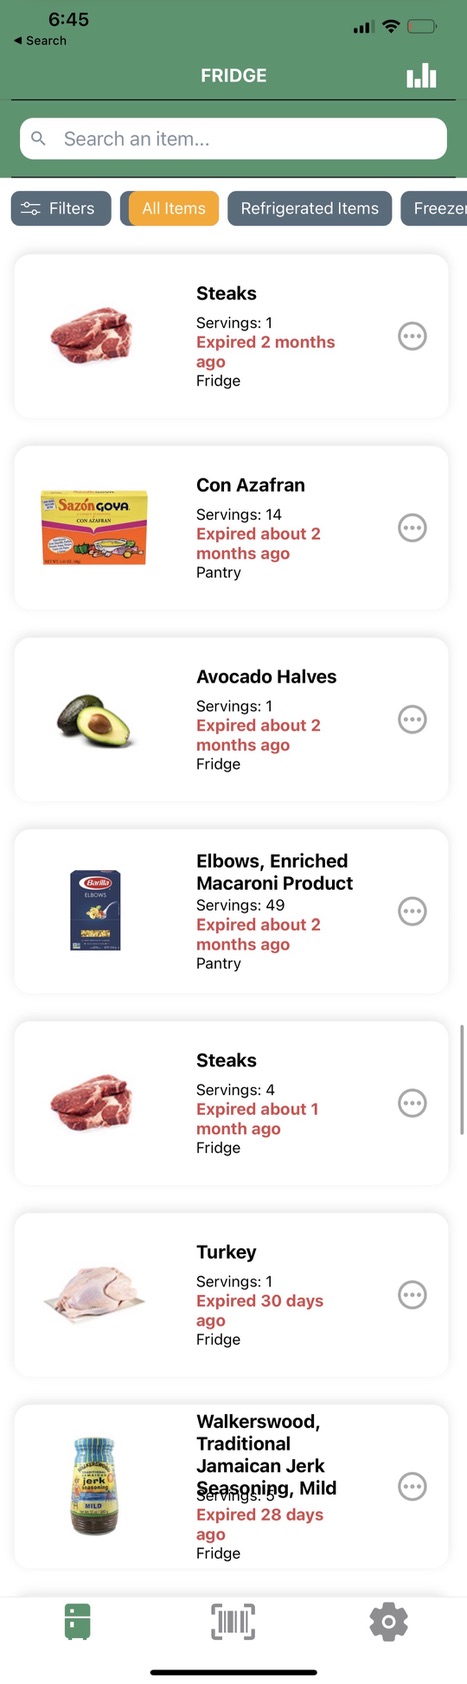 6:45
◀ Search
FRIDGE
Search an item...
Filters
All Items
Refrigerated Items
Freezer
Steaks
Servings: 1
Expired 2 months
ago
Fridge
Sazón GOYA
CON AZAFRAN
Con Azafran
Servings: 14
Expired about 2
months ago
Pantry
Avocado Halves
Servings: 1
Expired about 2
months ago
Fridge
Barilla
ELBOWS
Elbows, Enriched
Macaroni Product
Servings: 49
Expired about 2
months ago
Pantry
Steaks
Servings: 4
Expired about 1
month ago
Fridge
Turkey
Servings: 1
Expired 30 days
ago
Fridge
jerk
seasoning
MILD
Walkerswood,
Traditional
Jamaican Jerk
Seasoning, Mild
Servings: 5
Expired 28 days
ago
Fridge